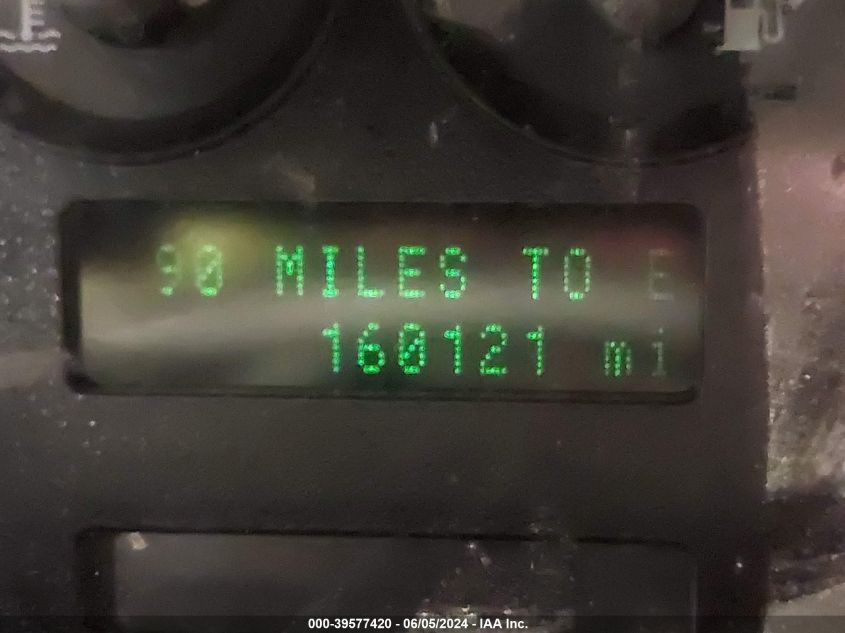 90 MILES TO E
160121 mi
000-39577420 - 06/05/2024 - IAA Inc.